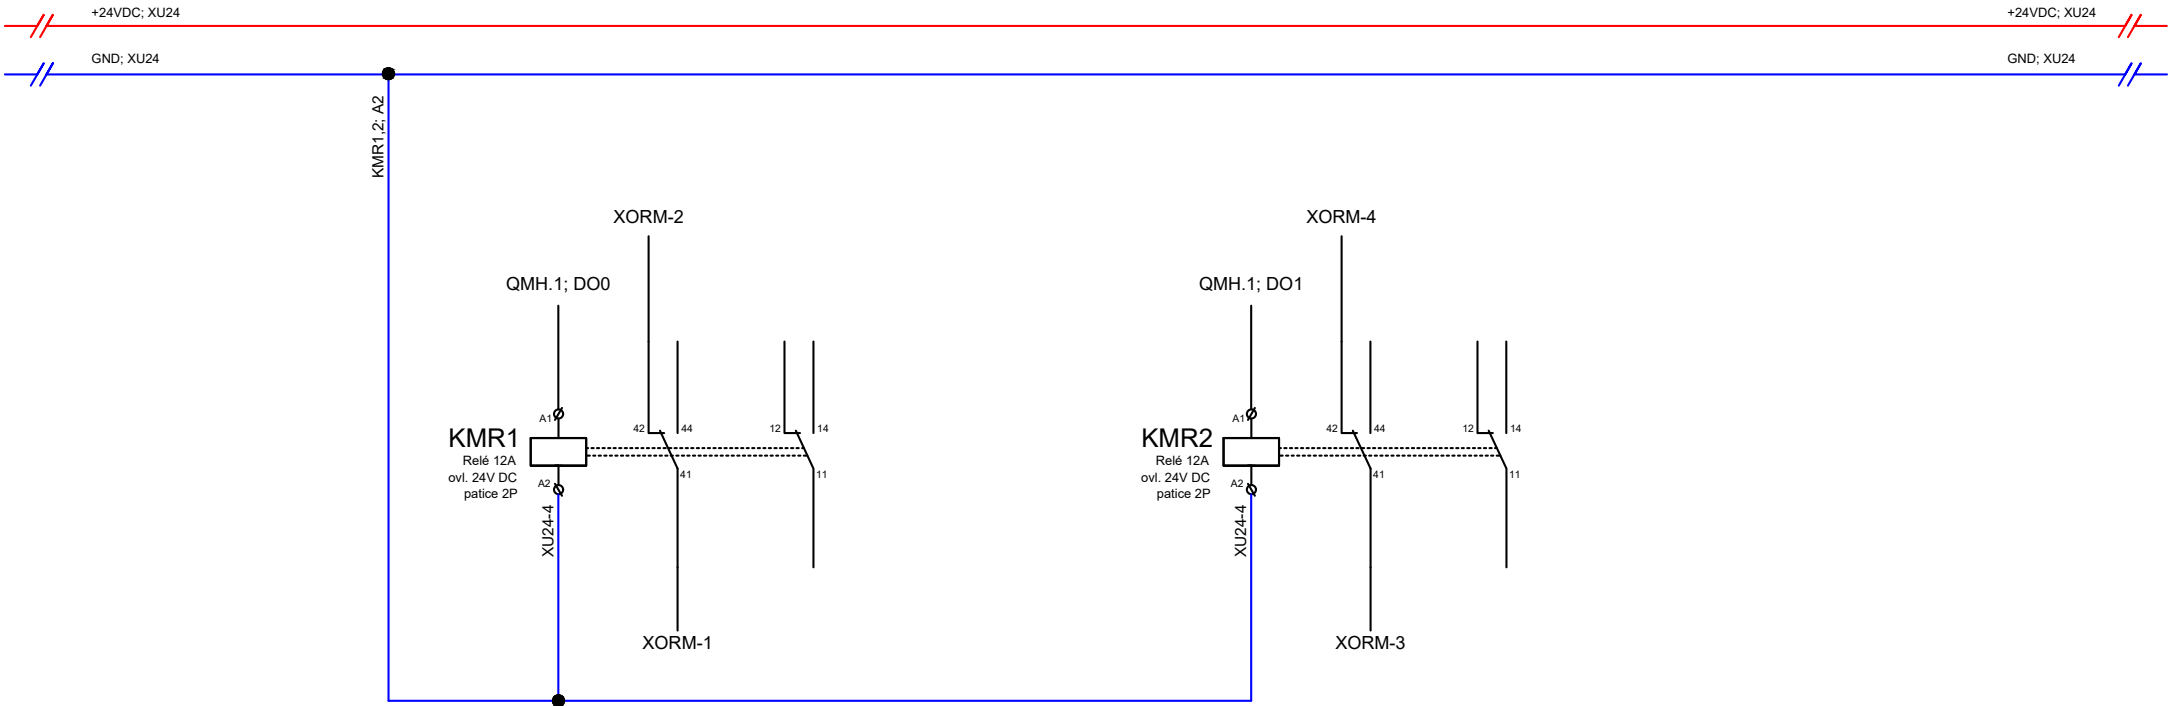 +24VDC; XU24
+24VDC; XU24
GND; XU24
GND; XU24
KMR1,2; A2
XORM-2
XORM-4
QMH.1; DO0
QMH.1; DO1
A1
42
44
12
14
KMR1
Relé 12A
ovl. 24V DC
patice 2P
A2
41
11
XU24-4
XORM-1
A1
42
44
12
14
KMR2
Relé 12A
ovl. 24V DC
patice 2P
A2
41
11
XU24-4
XORM-3